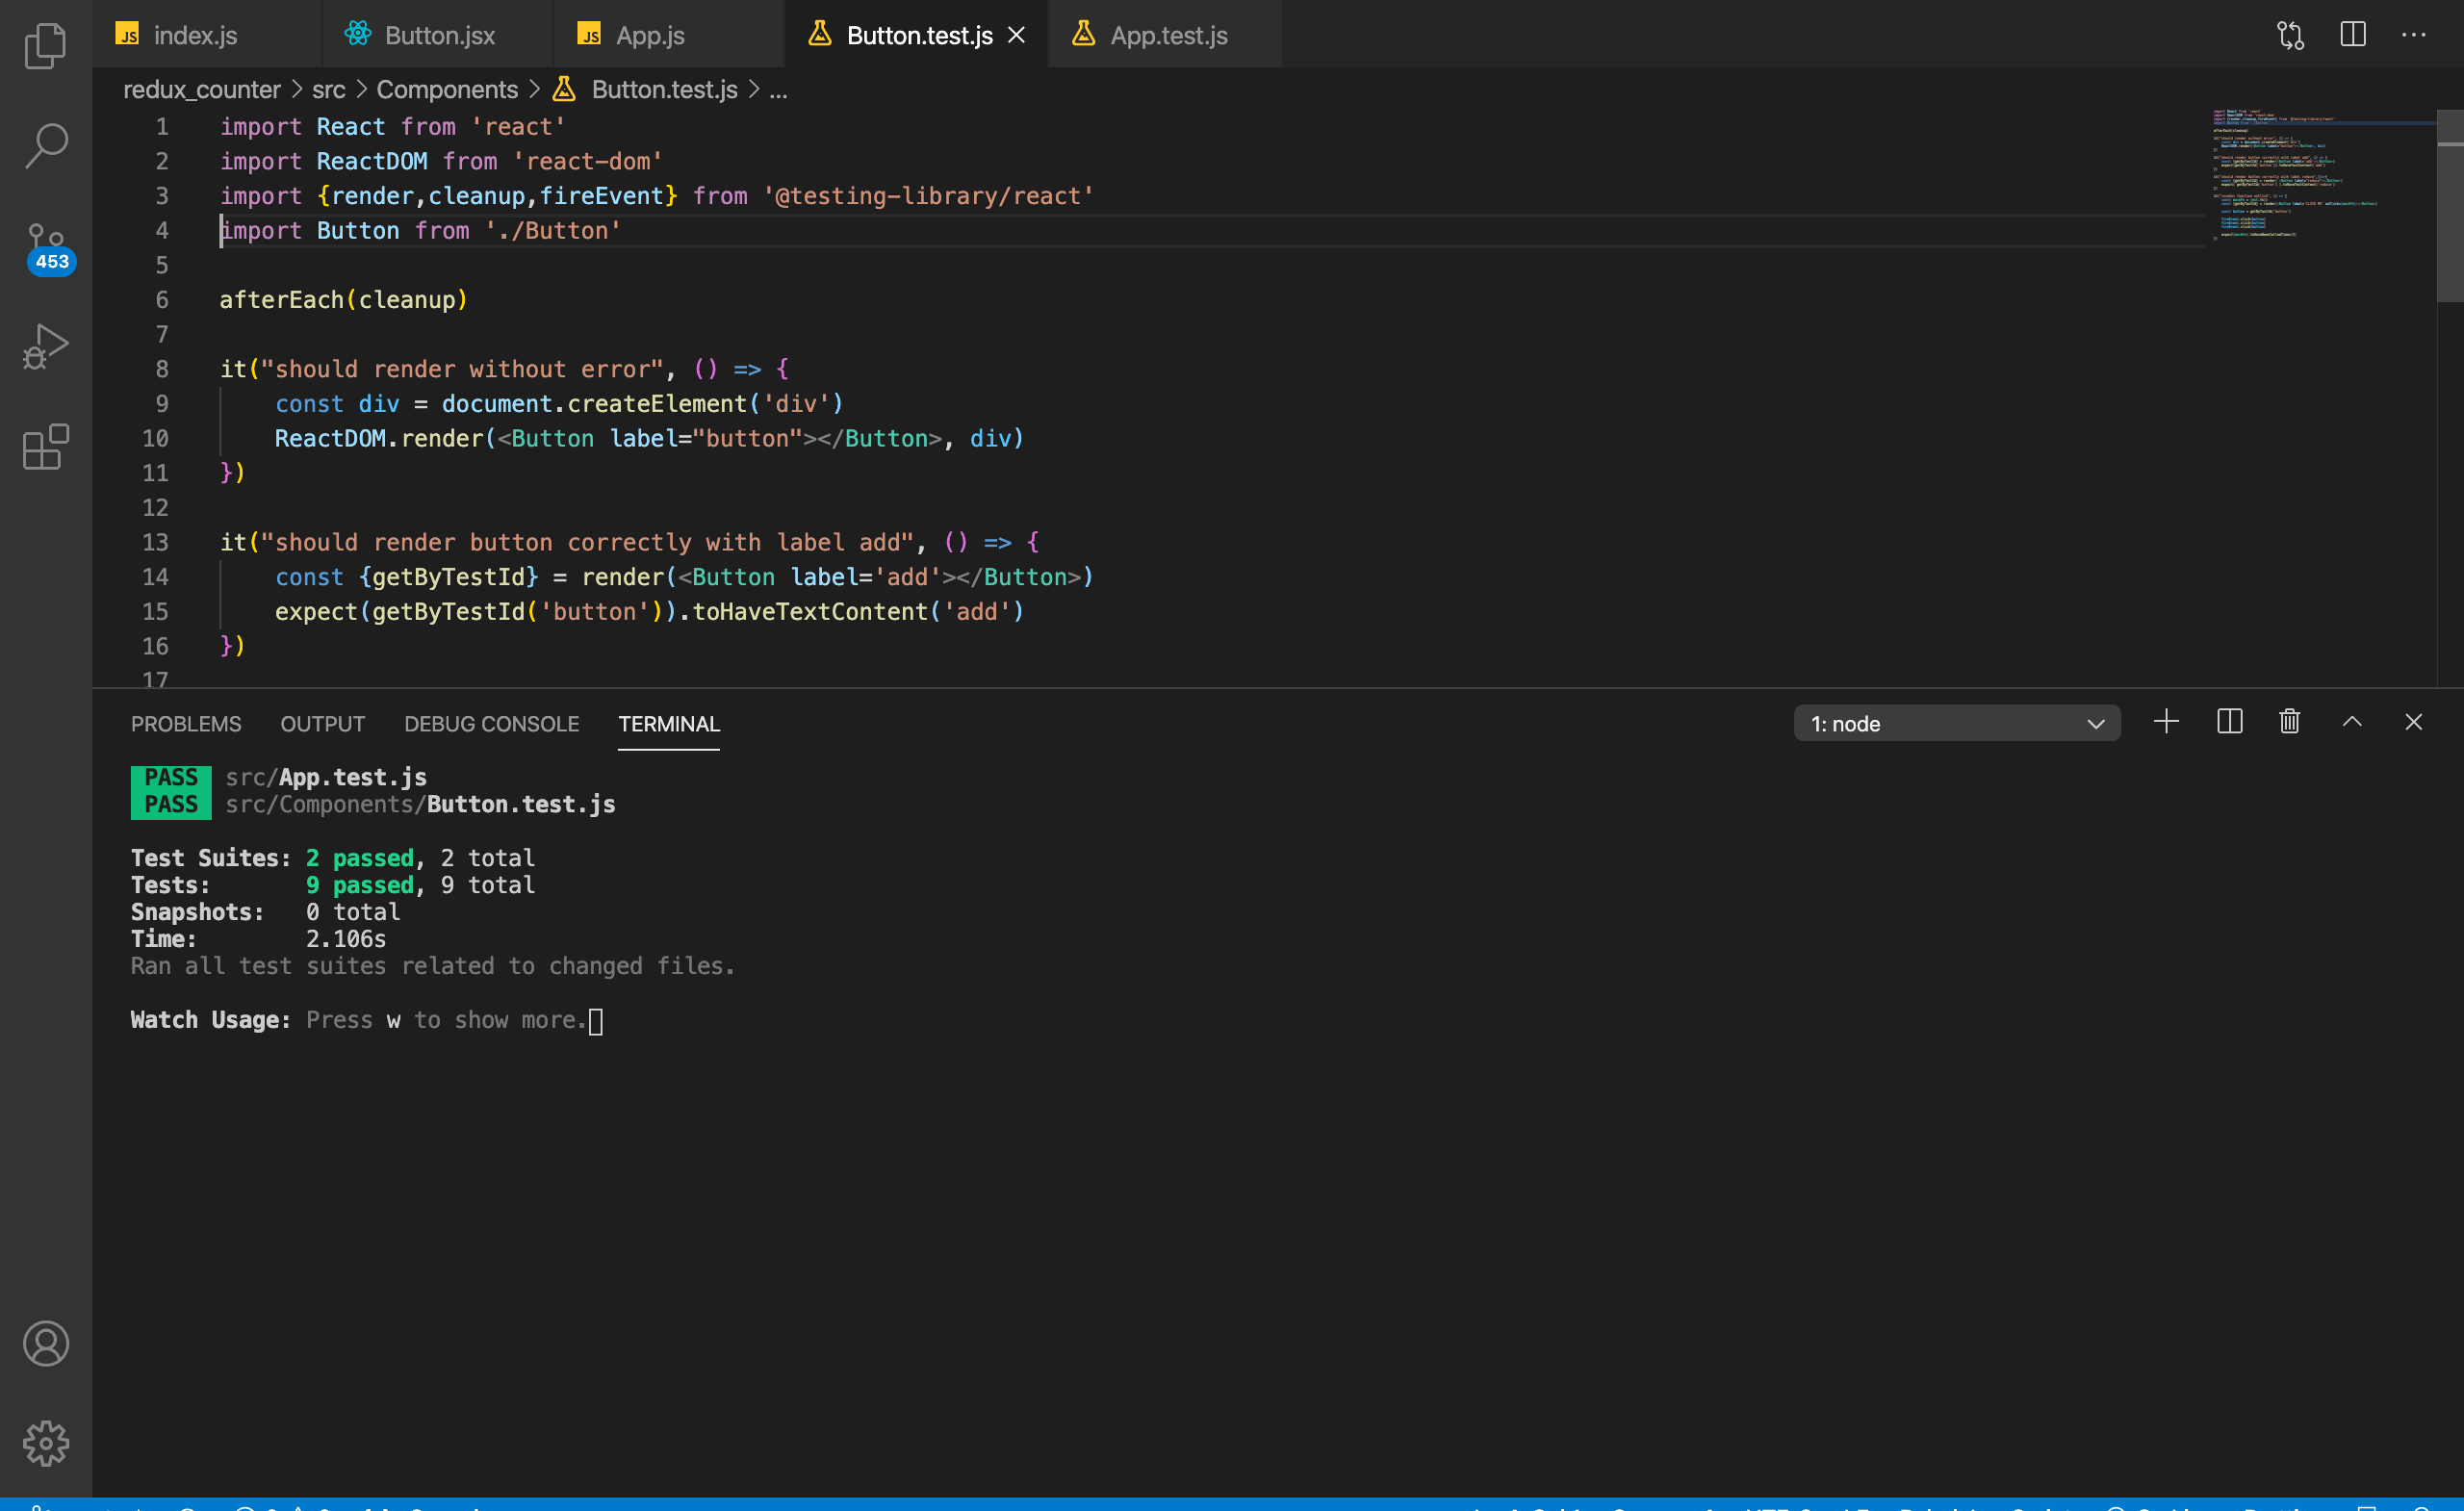 JS index.js
Button.jsx
JS App.js
Button.test.js
App.test.js
redux_counter > src > Components > Button.test.js > ...
453
1 import React from 'react'
2 import ReactDOM from 'react-dom'
3 import {render,cleanup,fireEvent} from '@testing-library/react'
4 import Button from './Button'
5
6 afterEach(cleanup)
7
8 it("should render without error", () => {
9 const div = document.createElement('div')
10 ReactDOM.render(<Button label="button"></Button>, div)
11 })
12
13 it("should render button correctly with label add", () => {
14 const {getByTestId} = render(<Button label='add'></Button>)
15 expect(getByTestId('button')).toHaveTextContent('add')
16 })
17
PROBLEMS OUTPUT DEBUG CONSOLE TERMINAL
1: node
PASS src/App.test.js
PASS src/Components/Button.test.js
Test Suites: 2 passed, 2 total
Tests: 9 passed, 9 total
Snapshots: 0 total
Time: 2.106s
Ran all test suites related to changed files.
Watch Usage: Press w to show more.